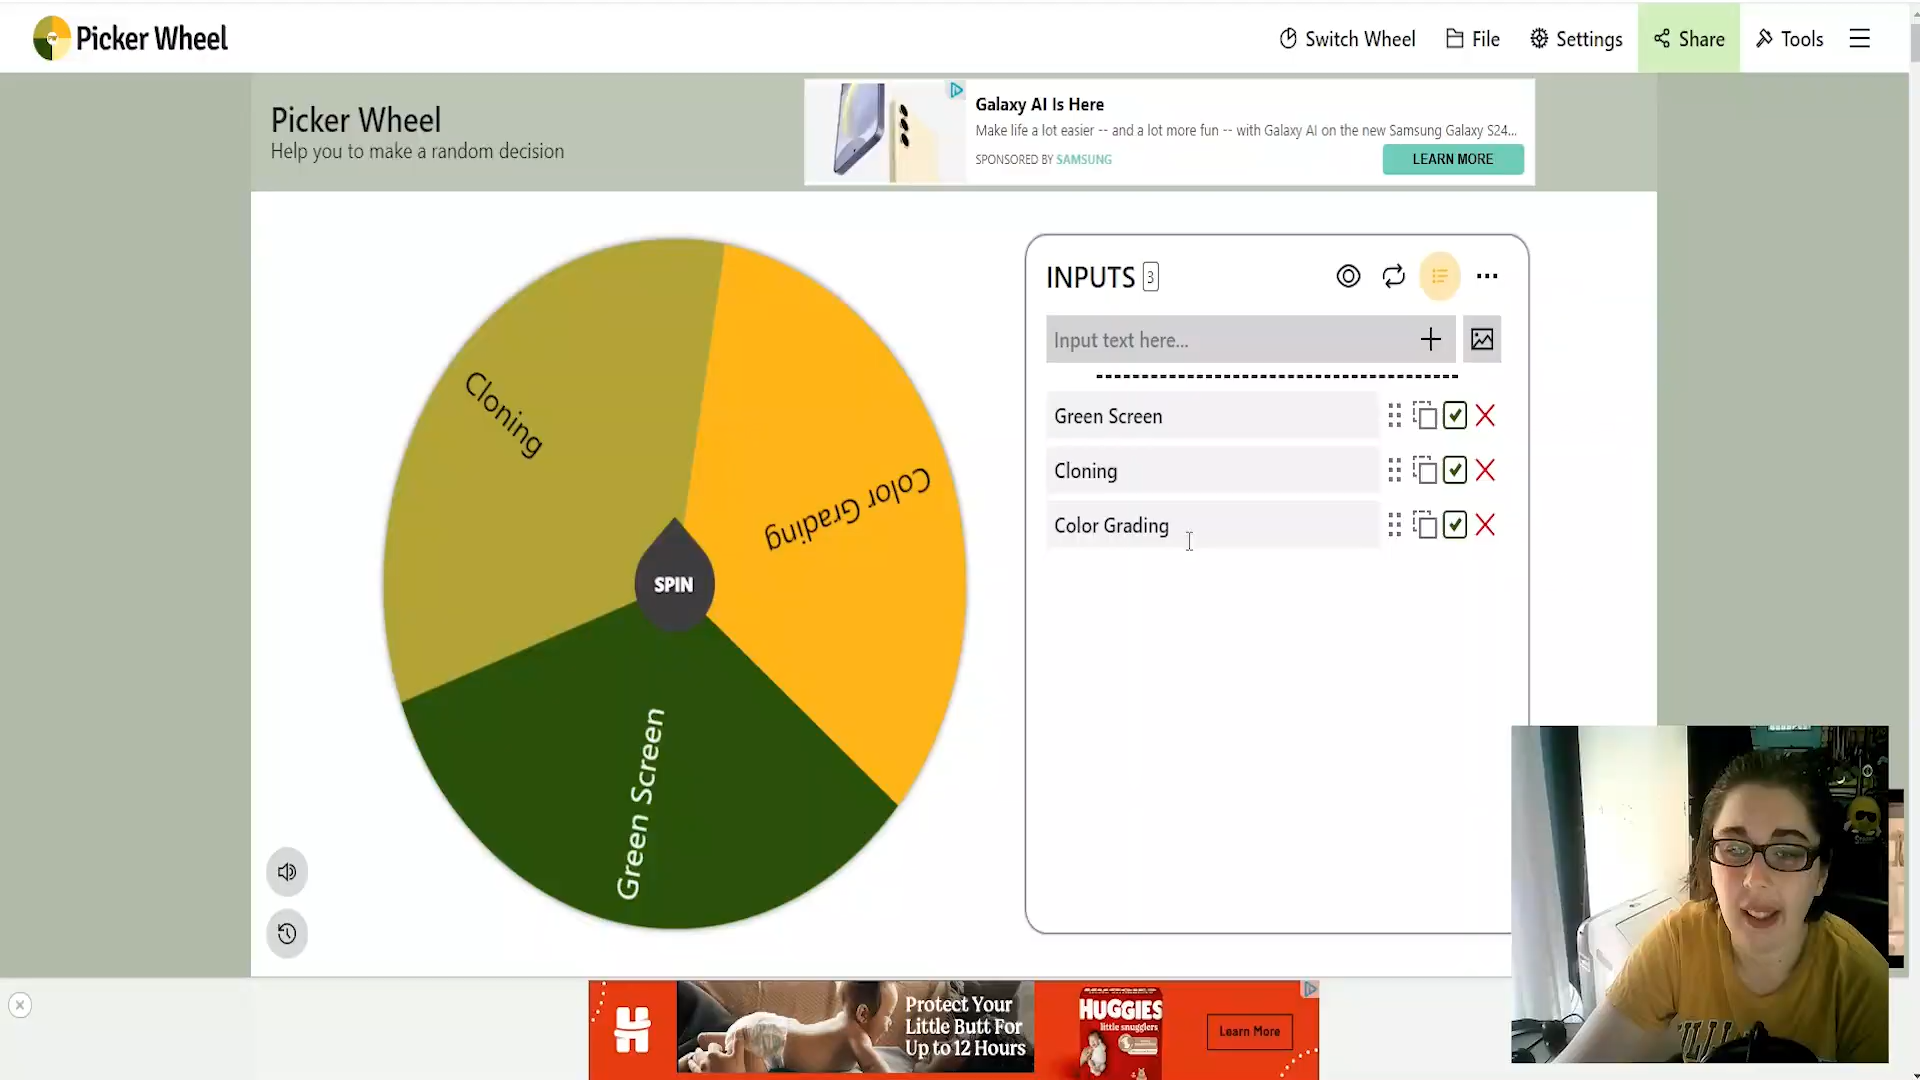 Picker Wheel
Switch Wheel
File
Settings
Share
Tools
Picker Wheel
Help you to make a random decision
Galaxy AI Is Here
Make life a lot easier -- and a lot more fun -- with Galaxy AI on the new Samsung Galaxy S24...
SPONSORED BY SAMSUNG
LEARN MORE
Cloning
Color Grading
Green Screen
SPIN
INPUTS 3
Input text here...
Green Screen
Cloning
Color Grading
Protect Your
Little Butt For
Up to 12 Hours
HUGGIES
little snugglers
Learn More